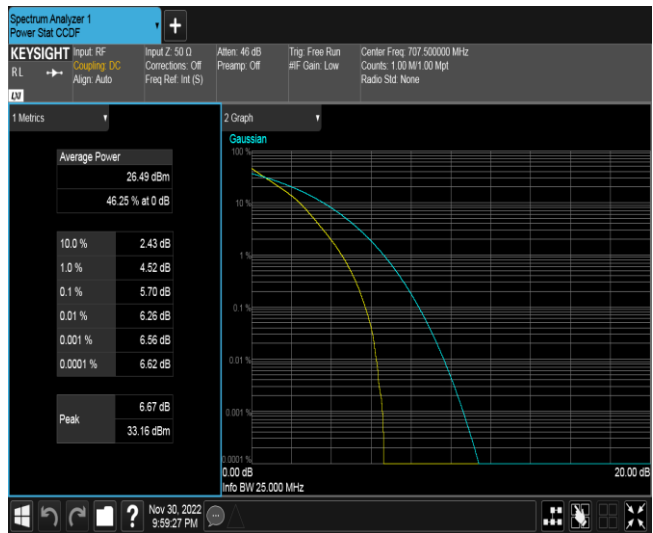 Spectrum Analyzer 1
Power Stat CCDF
+
KEYSIGHT
RL
LXI
Input: RF
Coupling: DC
Align: Auto
Input Z: 50 Ω
Corrections: Off
Freq Ref: Int (S)
Atten: 46 dB
Preamp: Off
Trig: Free Run
#IF Gain: Low
Center Freq: 707.500000 MHz
Counts: 1.00 M/1.00 Mpt
Radio Std: None
1 Metrics
Average Power
26.49 dBm
46.25 % at 0 dB
10.0 % 2.43 dB
1.0 % 4.52 dB
0.1 % 5.70 dB
0.01 % 6.26 dB
0.001 % 6.56 dB
0.0001 % 6.62 dB
Peak
6.67 dB
33.16 dBm
2 Graph
Gaussian
100 %
10 %
1 %
0.1 %
0.01 %
0.001 %
0.0001 %
0.00 dB
20.00 dB
Info BW 25.000 MHz
?
Nov 30, 2022
9:59:27 PM